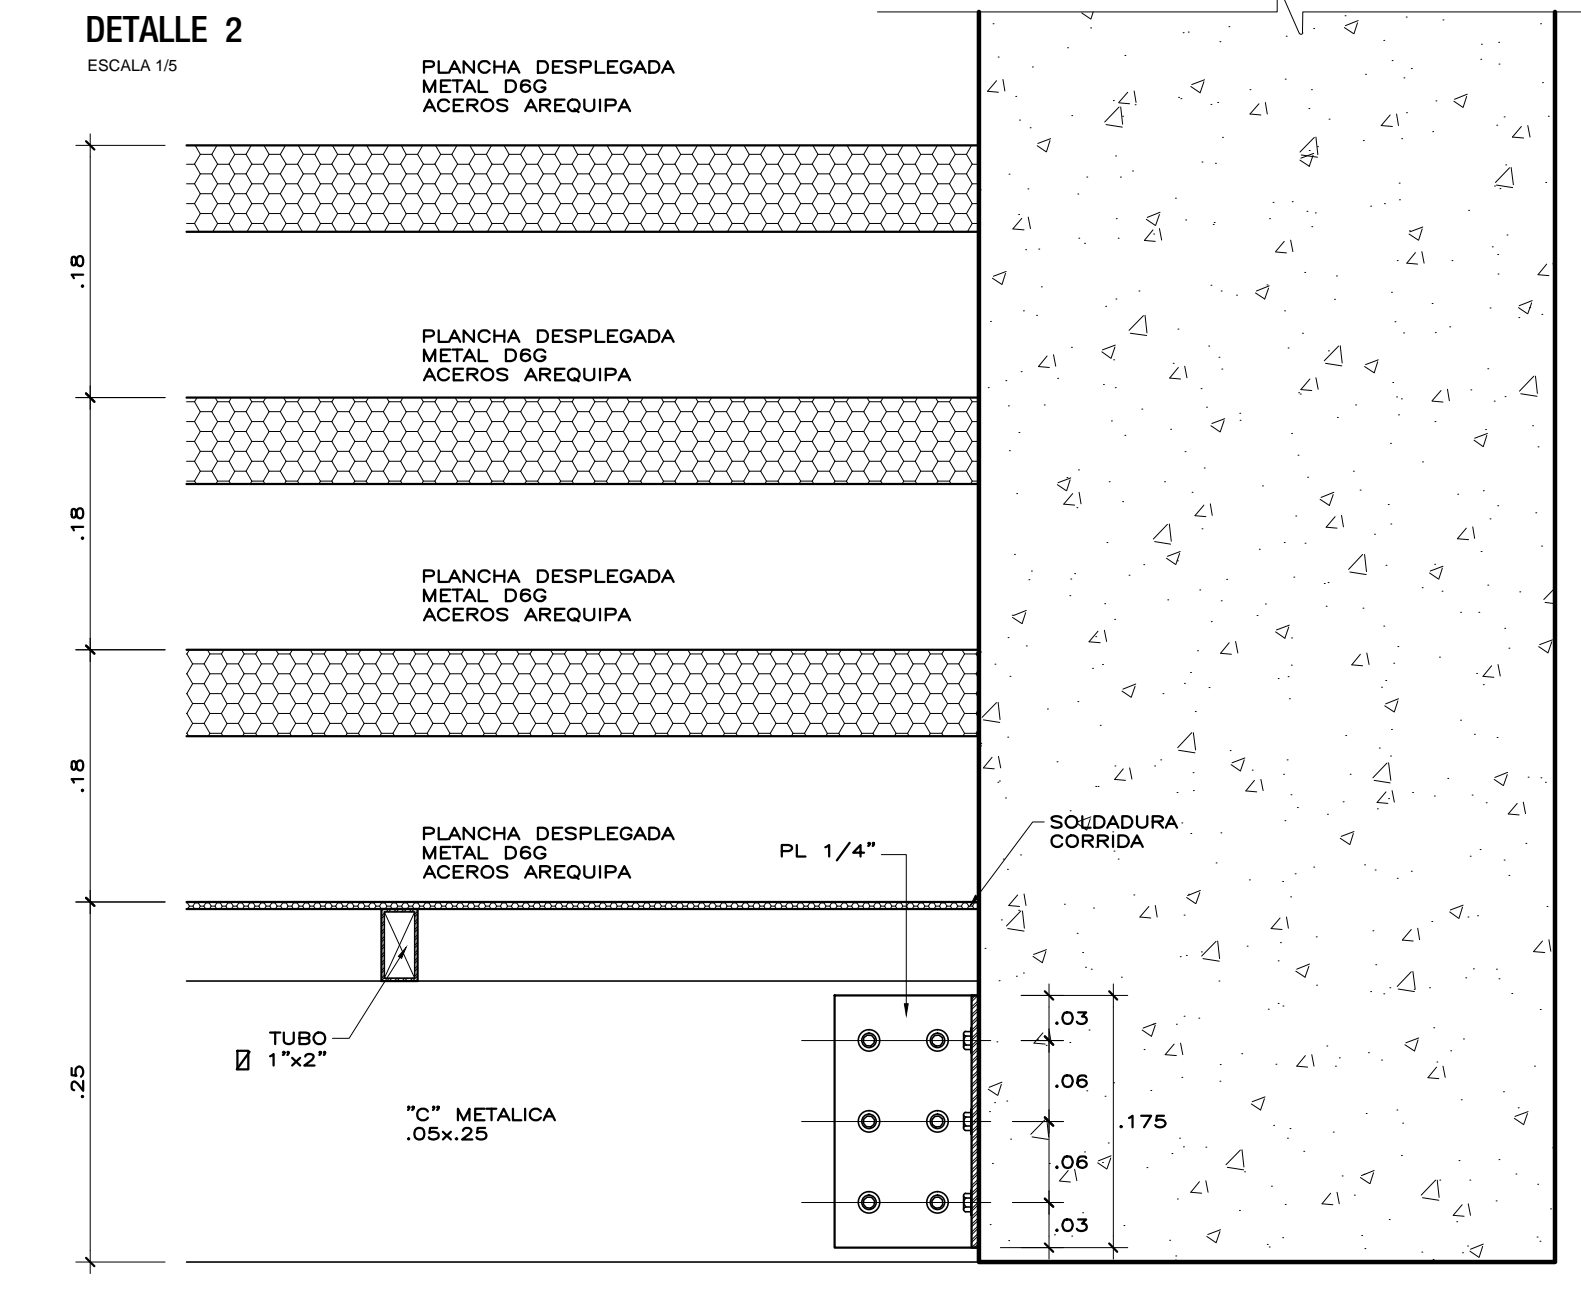 DETALLE 2
ESCALA 1/5
PLANCHA DESPLEGADA
METAL D6G
ACEROS AREQUIPA
.18
PLANCHA DESPLEGADA
METAL D6G
ACEROS AREQUIPA
.18
PLANCHA DESPLEGADA
METAL D6G
ACEROS AREQUIPA
.18
PLANCHA DESPLEGADA
METAL D6G
ACEROS AREQUIPA
PL 1/4"
SOLDADURA
CORRIDA
TUBO
1"x2"
.25
"C" METALICA
.05x.25
.03
.06
.175
.06
.03